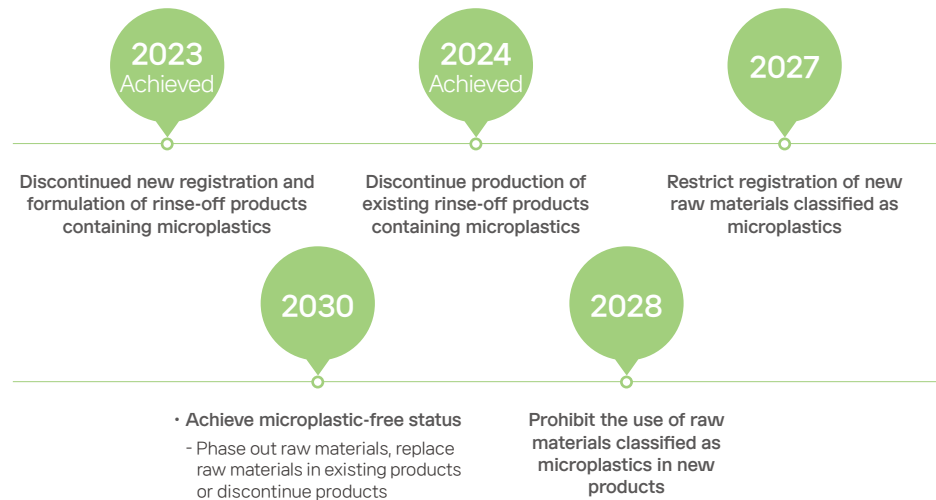 2023
Achieved
Discontinued new registration and
formulation of rinse-off products
containing microplastics
2024
Achieved
Discontinue production of
existing rinse-off products
containing microplastics
2027
Restrict registration of new
raw materials classified as
microplastics
2030
· Achieve microplastic-free status
- Phase out raw materials, replace
raw materials in existing products
or discontinue products
2028
Prohibit the use of raw
materials classified as
microplastics in new
products